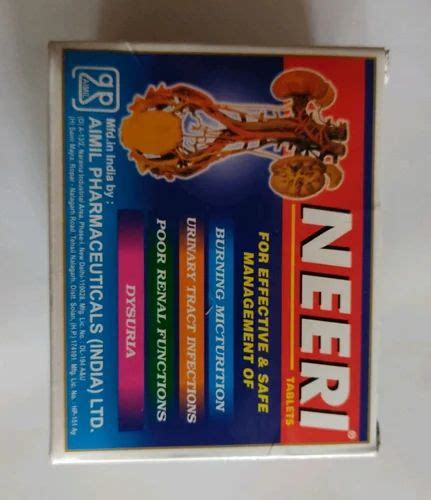 NEERI®
TABLETS
FOR EFFECTIVE & SAFE
MANAGEMENT OF
BURNING MICTURITION
URINARY TRACT INFECTIONS
POOR RENAL FUNCTIONS
DYSURIA
AIMIL
Mfd.in India by :
AIMIL PHARMACEUTICALS (INDIA) LTD.